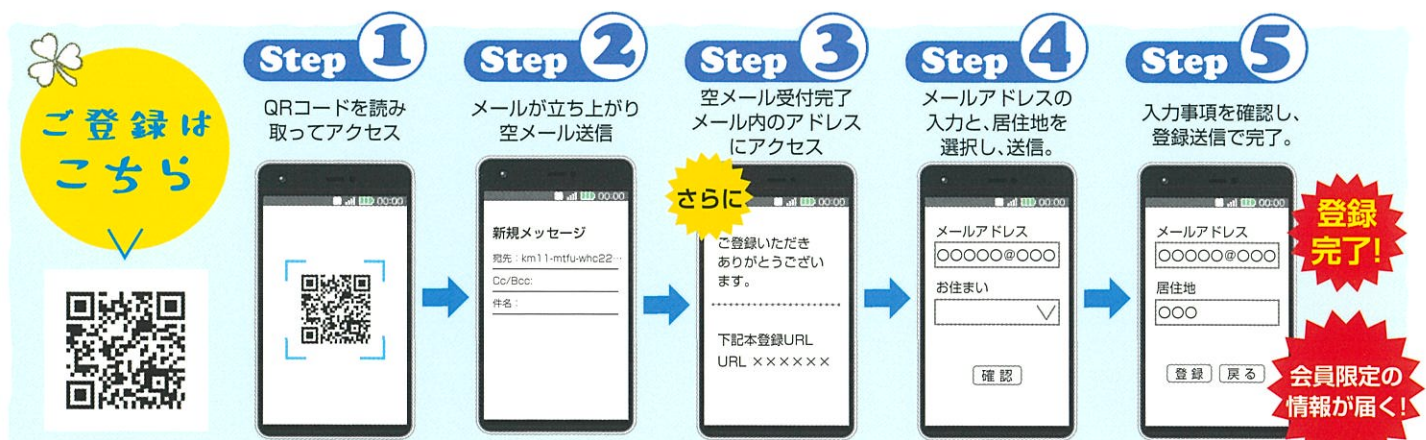 ご登録は
こちら
Step 1
QRコードを読み
取ってアクセス
00:00
Step 2
メールが立ち上がり
空メール送信
00:00
新規メッセージ
宛先：km11-mtfu-whc22…
Cc/Bcc:
件名：
Step 3
空メール受付完了
メール内のアドレス
にアクセス
さらに
00:00
ご登録いただき
ありがとうござい
ます。
下記本登録URL
URL ××××××
Step 4
メールアドレスの
入力と、居住地を
選択し、送信。
00:00
メールアドレス
○○○○○@○○○
お住まい
確認
Step 5
入力事項を確認し、
登録送信で完了。
00:00
メールアドレス
○○○○○@○○○
居住地
○○○
登録 戻る
登録
完了!
会員限定の
情報が届く!